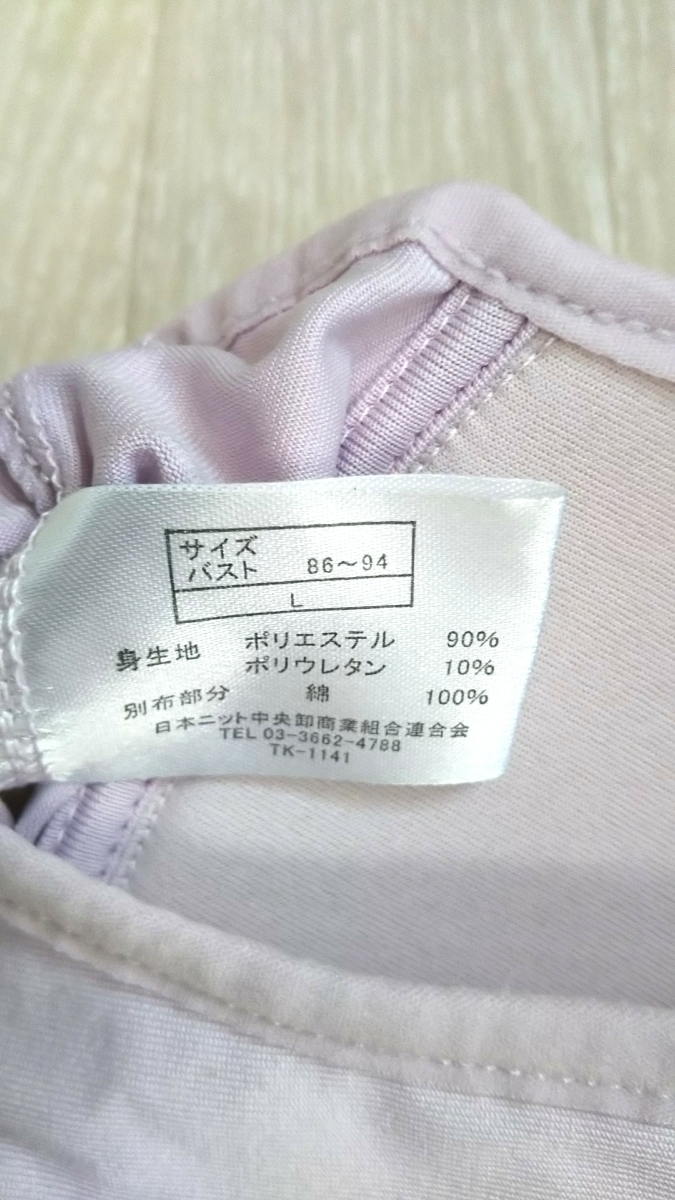 サイズ
バスト 86～94
L
身生地 ポリエステル 90%
ポリウレタン 10%
別布部分 綿 100%
日本ニット中央卸商業組合連合会
TEL 03-3662-4788
TK-1141